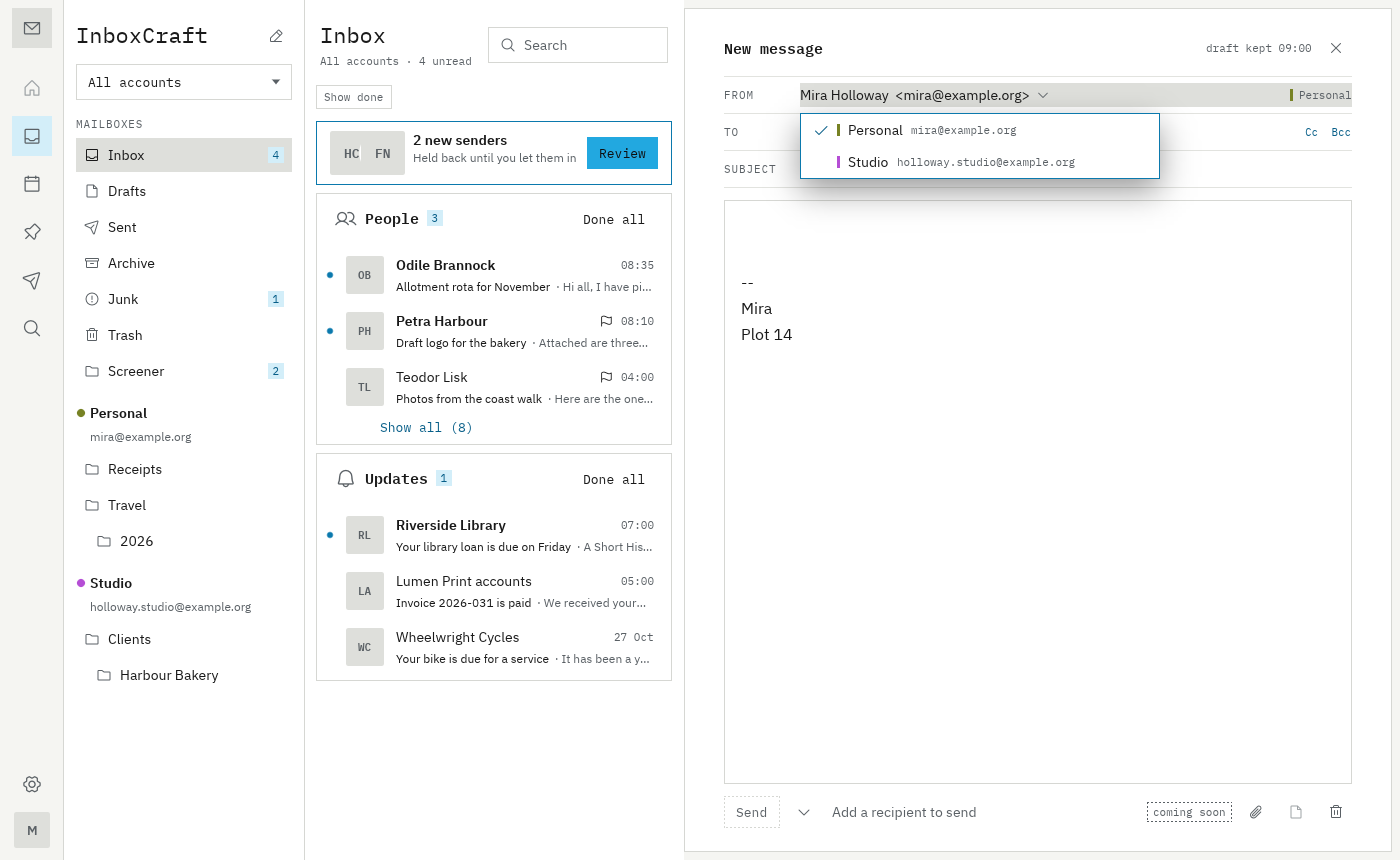 InboxCraft
All accounts
MAILBOXES
Inbox 4
Drafts
Sent
Archive
Junk 1
Trash
Screener 2
Personal
mira@example.org
Receipts
Travel
2026
Studio
holloway.studio@example.org
Clients
Harbour Bakery
M
Inbox
All accounts · 4 unread
Search
Show done
HC FN
2 new senders
Held back until you let them in
Review
People 3 Done all
OB
Odile Brannock 08:35
Allotment rota for November · Hi all, I have pi…
PH
Petra Harbour 08:10
Draft logo for the bakery · Attached are three…
TL
Teodor Lisk 04:00
Photos from the coast walk · Here are the one…
Show all (8)
Updates 1 Done all
RL
Riverside Library 07:00
Your library loan is due on Friday · A Short His…
LA
Lumen Print accounts 05:00
Invoice 2026-031 is paid · We received your…
WC
Wheelwright Cycles 27 Oct
Your bike is due for a service · It has been a y…
New message draft kept 09:00
FROM Mira Holloway <mira@example.org> Personal
TO Cc Bcc
Personal mira@example.org
Studio holloway.studio@example.org
SUBJECT
--
Mira
Plot 14
Send Add a recipient to send coming soon